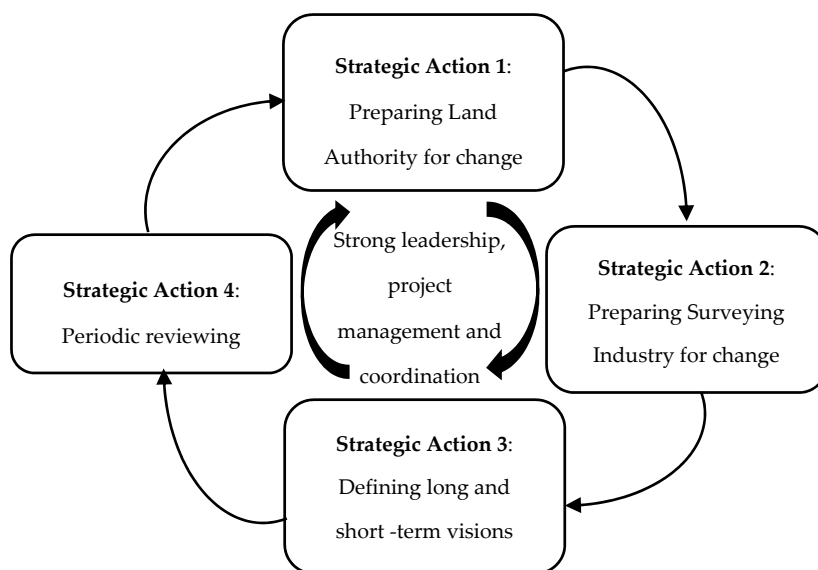 Strategic Action 1:
Preparing Land
Authority for change
Strong leadership,
project
management and
coordination
Strategic Action 2:
Preparing Surveying
Industry for change
Strategic Action 3:
Defining long and
short -term visions
Strategic Action 4:
Periodic reviewing